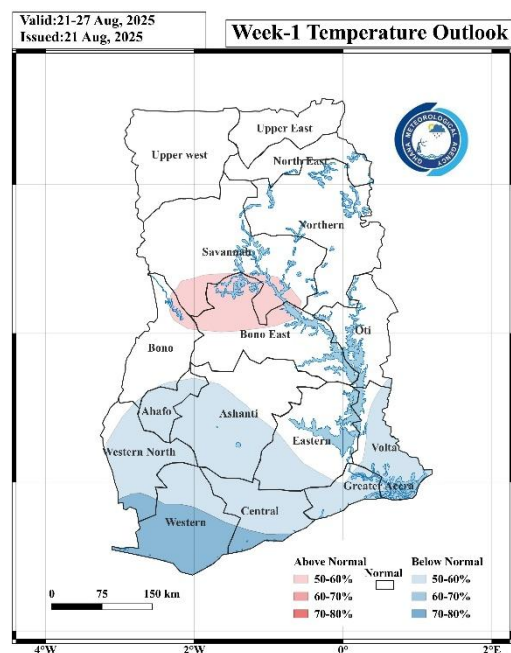 Valid:21-27 Aug, 2025
Issued:21 Aug, 2025
Week-1 Temperature Outlook
GHANA METEOROLOGICAL AGENCY
Upper East
Upper west
North East
Northern
Savannah
Oti
Bono East
Bono
Ahafo
Ashanti
Eastern
Volta
Western North
Greater Accra
Central
Western
Above Normal
Normal
Below Normal
50-60%
50-60%
60-70%
60-70%
70-80%
70-80%
0 75 150 km
4°W
2°W
0°
2°E